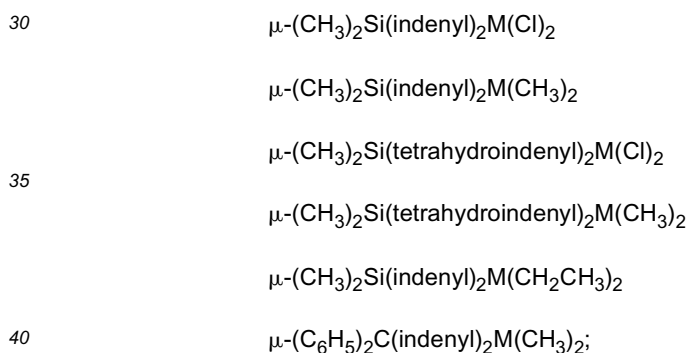 30 μ-(CH₃)₂Si(indenyl)₂M(Cl)₂
μ-(CH₃)₂Si(indenyl)₂M(CH₃)₂
μ-(CH₃)₂Si(tetrahydroindenyl)₂M(Cl)₂
35
μ-(CH₃)₂Si(tetrahydroindenyl)₂M(CH₃)₂
μ-(CH₃)₂Si(indenyl)₂M(CH₂CH₃)₂
40 μ-(C₆H₅)₂C(indenyl)₂M(CH₃)₂;